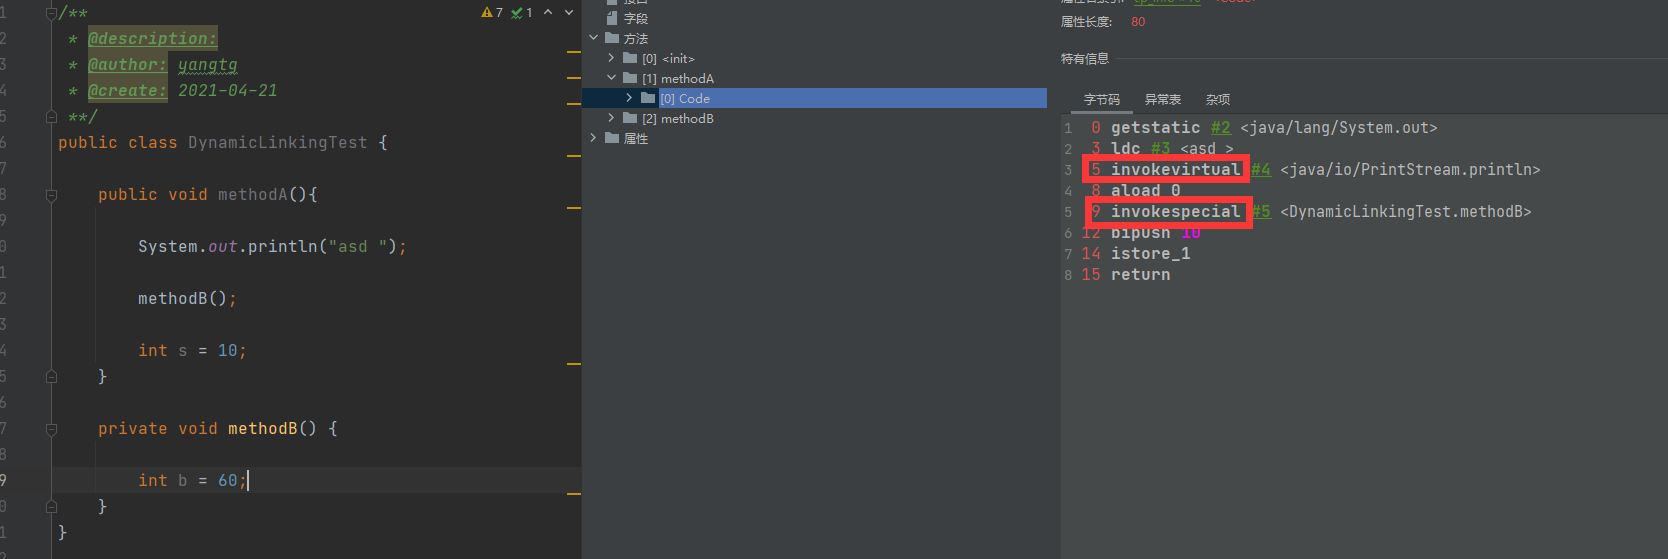 1 /**
2 * @description:
3 * @author: yangtg
4 * @create: 2021-04-21
5 **/
6 public class DynamicLinkingTest {
7
8 public void methodA(){
9
0 System.out.println("asd ");
1
2 methodB();
3
4 int s = 10;
5 }
6
7 private void methodB() {
8
9 int b = 60;
0 }
1 }
2
7 1
接口
字段
方法
[0] <init>
[1] methodA
[0] Code
[2] methodB
属性
属性长度: 80
特有信息
字节码 异常表 杂项
1 0 getstatic #2 <java/lang/System.out>
2 3 ldc #3 <asd >
3 5 invokevirtual #4 <java/io/PrintStream.println>
4 8 aload_0
5 9 invokespecial #5 <DynamicLinkingTest.methodB>
6 12 bipush 10
7 14 istore_1
8 15 return